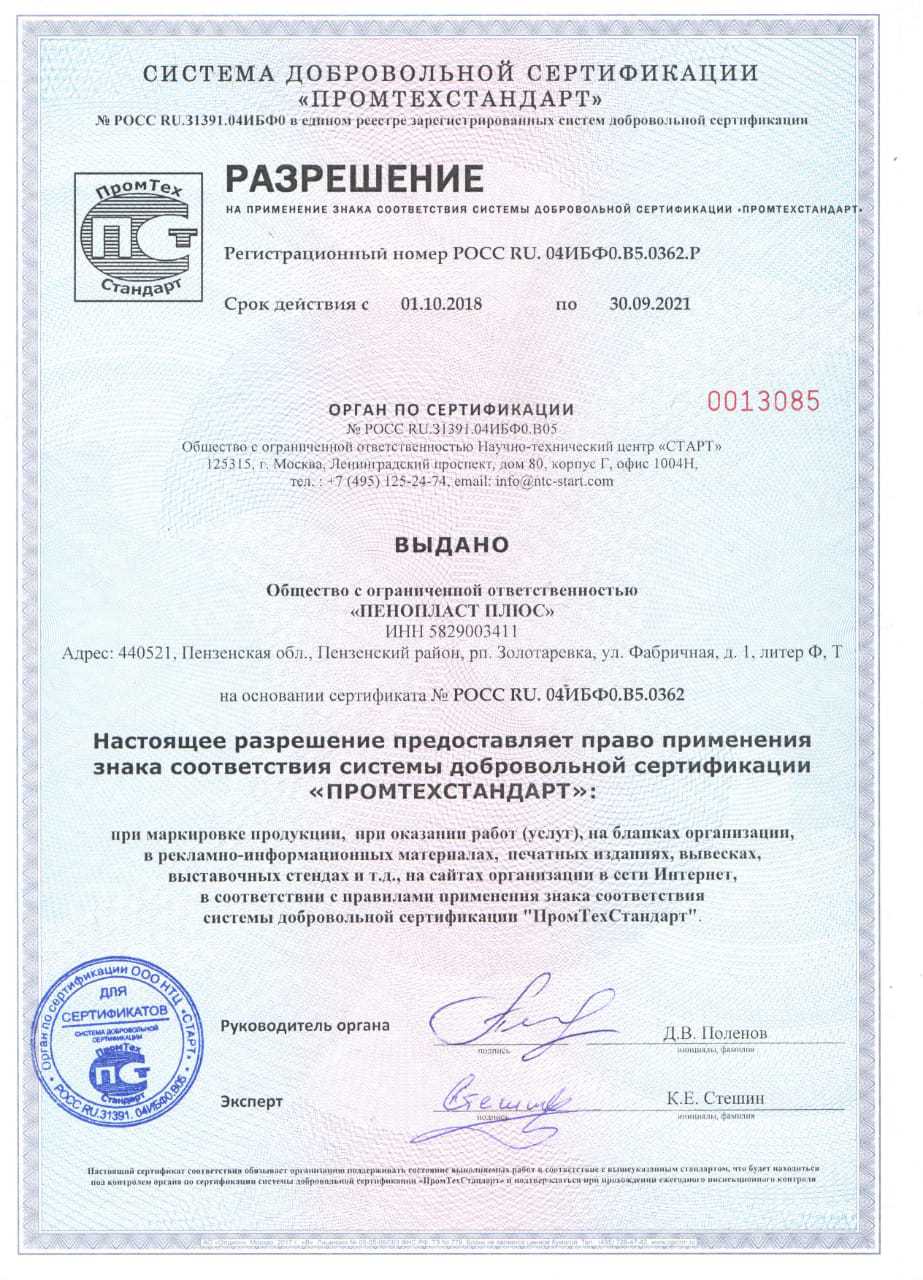 СИСТЕМА ДОБРОВОЛЬНОЙ СЕРТИФИКАЦИИ
«ПРОМТЕХСТАНДАРТ»
№ РОСС RU.31391.04ИБФ0 в едином реестре зарегистрированных систем добровольной сертификации
ПромТех
ПСТ
Стандарт
РАЗРЕШЕНИЕ
НА ПРИМЕНЕНИЕ ЗНАКА СООТВЕТСТВИЯ СИСТЕМЫ ДОБРОВОЛЬНОЙ СЕРТИФИКАЦИИ «ПРОМТЕХСТАНДАРТ»
Регистрационный номер РОСС RU. 04ИБФ0.В5.0362.Р
Срок действия с 01.10.2018 по 30.09.2021
0013085
ОРГАН ПО СЕРТИФИКАЦИИ
№ РОСС RU.31391.04ИБФ0.В05
Общество с ограниченной ответственностью Научно-технический центр «СТАРТ»
125315, г. Москва, Ленинградский проспект, дом 80, корпус Г, офис 1004Н,
тел. : +7 (495) 125-24-74, email: info@ntc-start.com
ВЫДАНО
Общество с ограниченной ответственностью
«ПЕНОПЛАСТ ПЛЮС»
ИНН 5829003411
Адрес: 440521, Пензенская обл., Пензенский район, рп. Золотаревка, ул. Фабричная, д. 1, литер Ф, Т
на основании сертификата № РОСС RU. 04ИБФ0.В5.0362
Настоящее разрешение предоставляет право применения
знака соответствия системы добровольной сертификации
«ПРОМТЕХСТАНДАРТ»:
при маркировке продукции, при оказании работ (услуг), на бланках организации,
в рекламно-информационных материалах, печатных изданиях, вывесках,
выставочных стендах и т.д., на сайтах организации в сети Интернет,
в соответствии с правилами применения знака соответствия
системы добровольной сертификации "ПромТехСтандарт".
Орган по сертификации ООО НТЦ «СТАРТ»
ДЛЯ
СЕРТИФИКАТОВ
СИСТЕМА ДОБРОВОЛЬНОЙ
СЕРТИФИКАЦИИ
ПромТех
ПСТ
Стандарт
РОСС RU.31391.04ИБФ0.В05
Руководитель органа
подпись
Д.В. Поленов
инициалы, фамилия
Эксперт
Стешин
подпись
К.Е. Стешин
инициалы, фамилия
Настоящий сертификат соответствия обязывает организацию поддерживать состояние выполняемых работ в соответствие с вышеуказанным стандартом, что будет находиться
под контролем органа по сертификации системы добровольной сертификации «ПромТехСтандарт» и подтверждаться при прохождении ежегодного инспекционного контроля